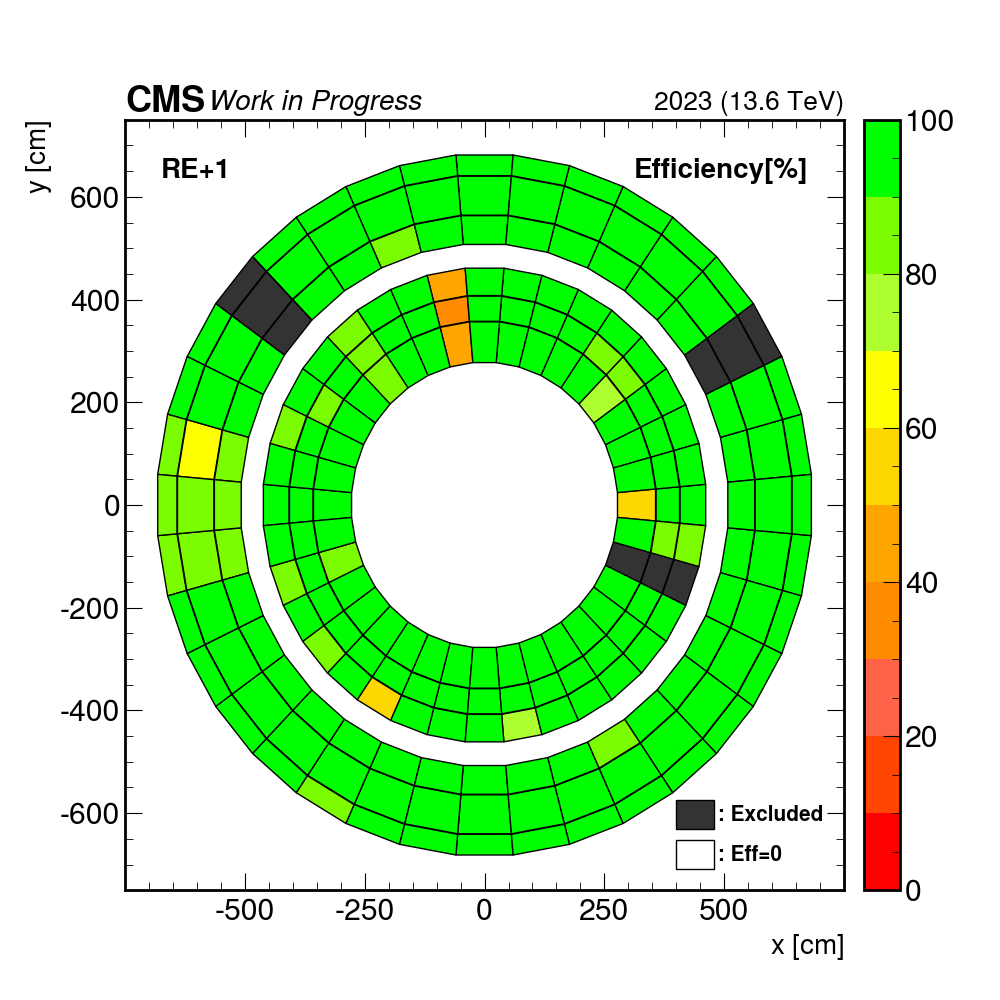 CMS Work in Progress 2023 (13.6 TeV)
y [cm]
RE+1 Efficiency[%]
600
400
200
0
-200
-400
-600
-500 -250 0 250 500
x [cm]
: Excluded
: Eff=0
100
80
60
40
20
0